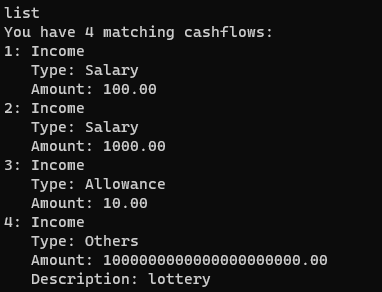 list
You have 4 matching cashflows:
1: Income
   Type: Salary
   Amount: 100.00
2: Income
   Type: Salary
   Amount: 1000.00
3: Income
   Type: Allowance
   Amount: 10.00
4: Income
   Type: Others
   Amount: 1000000000000000000000.00
   Description: lottery